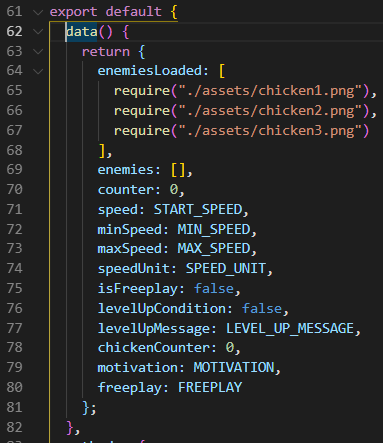 61 export default {
62 data() {
63 return {
64 enemiesLoaded: [
65 require("./assets/chicken1.png"),
66 require("./assets/chicken2.png"),
67 require("./assets/chicken3.png")
68 ],
69 enemies: [],
70 counter: 0,
71 speed: START_SPEED,
72 minSpeed: MIN_SPEED,
73 maxSpeed: MAX_SPEED,
74 speedUnit: SPEED_UNIT,
75 isFreeplay: false,
76 levelUpCondition: false,
77 levelUpMessage: LEVEL_UP_MESSAGE,
78 chickenCounter: 0,
79 motivation: MOTIVATION,
80 freeplay: FREEPLAY
81 };
82 },